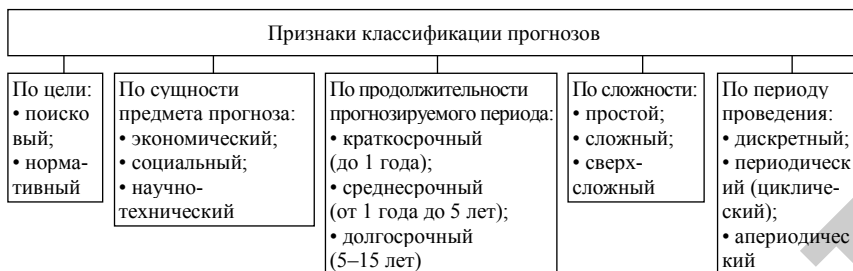 Признаки классификации прогнозов
По цели:
• поиско
вый;
• норма-
тивный
По сущности
предмета прогноза:
• экономический;
• социальный;
• научно-
технический
По продолжительности
прогнозируемого периода:
• краткосрочный
(до 1 года);
• среднесрочный
(от 1 года до 5 лет);
• долгосрочный
(5–15 лет)
По сложности:
• простой;
• сложный;
• сверх-
сложный
По периоду
проведения:
• дискретный;
• периодическ
ий (цикличе-
ский);
• апериодичес
кий